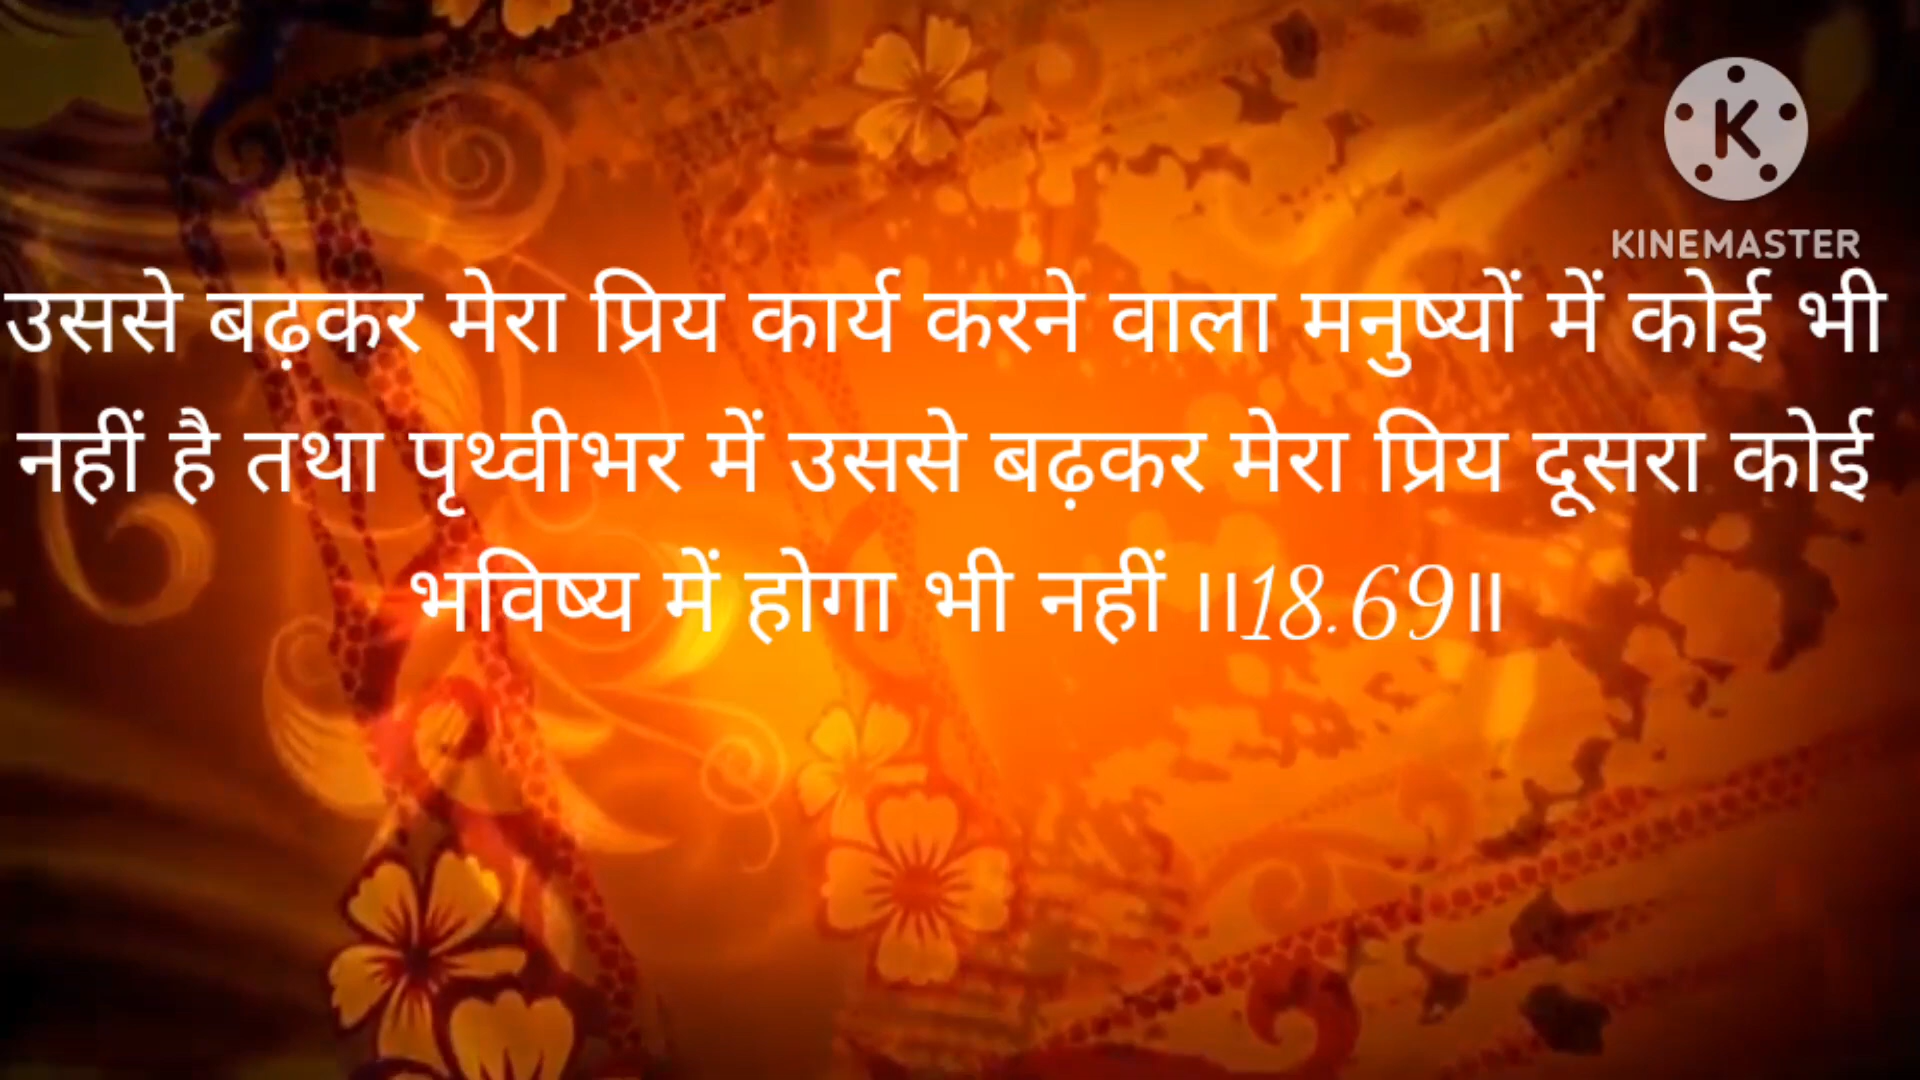 KINEMASTER
उससे बढ़कर मेरा प्रिय कार्य करने वाला मनुष्यों में कोई भी
नहीं है तथा पृथ्वीभर में उससे बढ़कर मेरा प्रिय दूसरा कोई
भविष्य में होगा भी नहीं ।।18.69॥